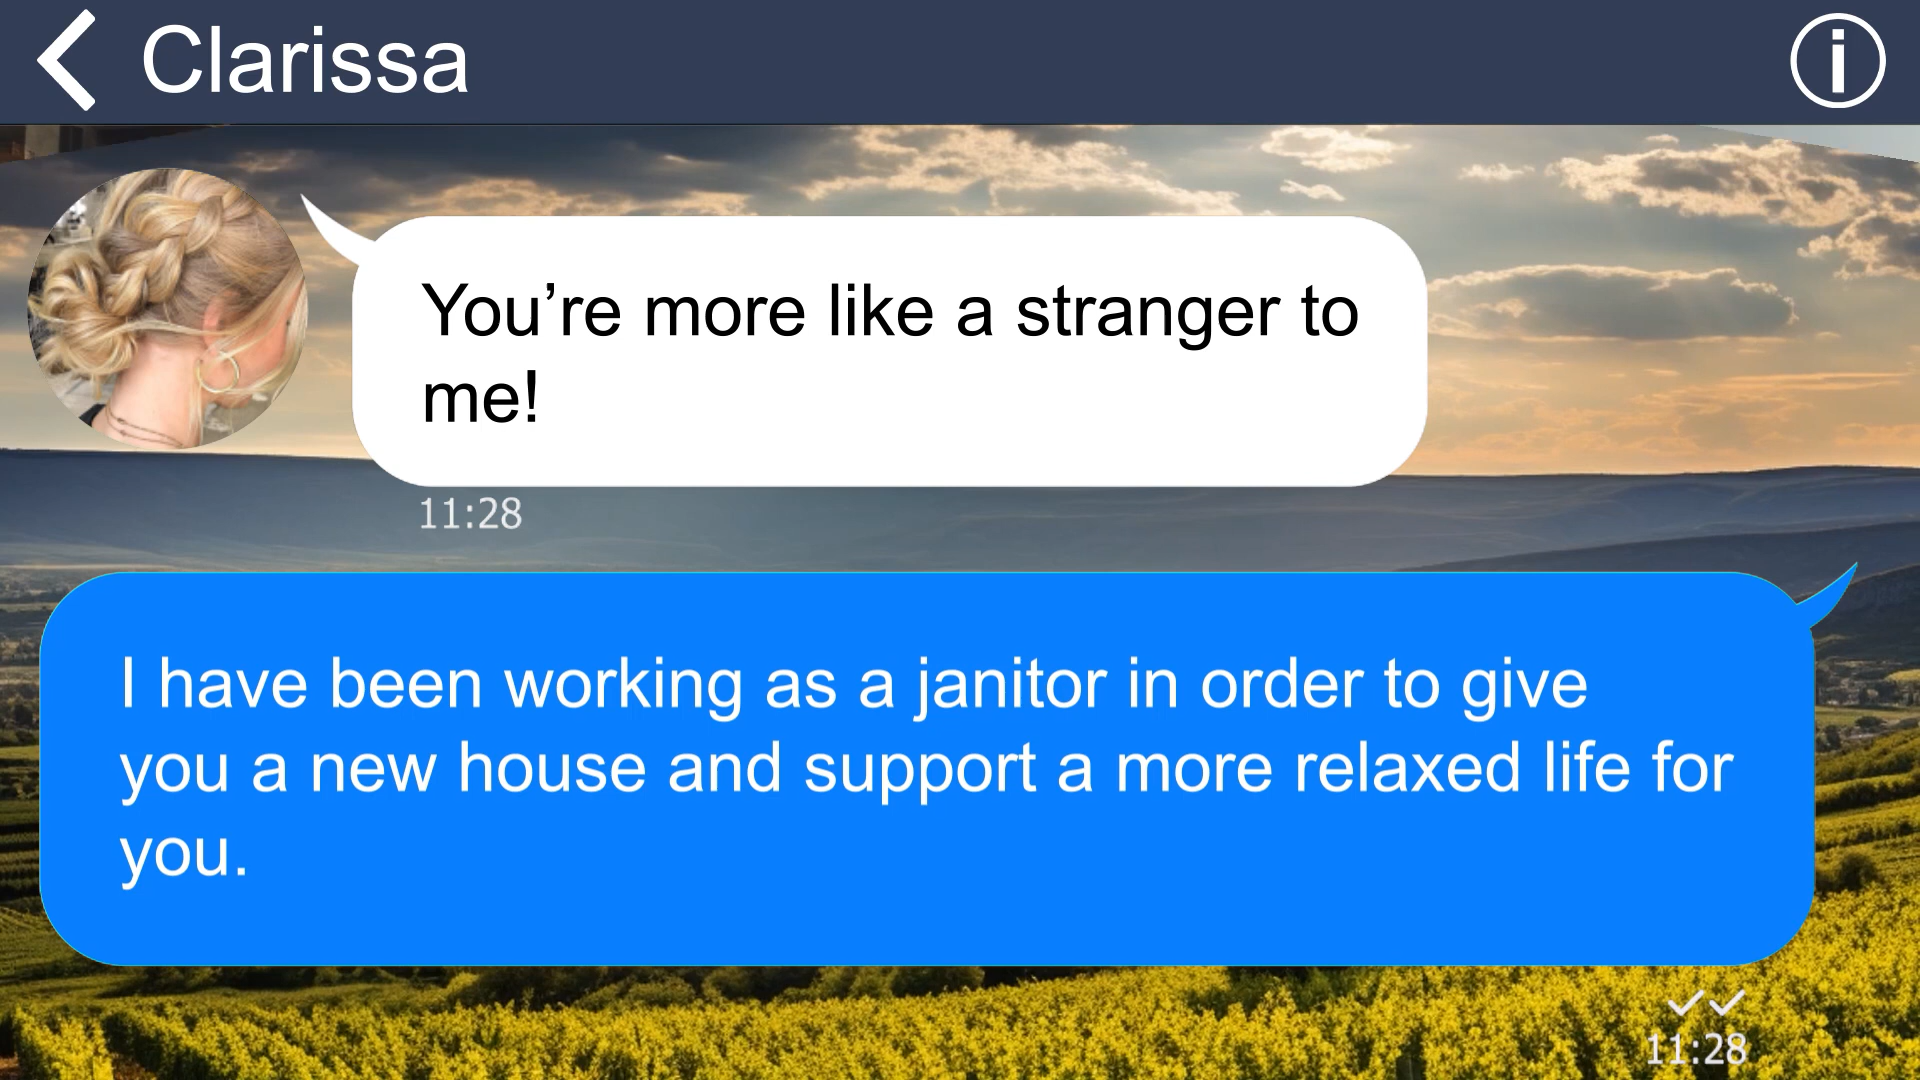 Clarissa
You’re more like a stranger to
me!
11:28
I have been working as a janitor in order to give
you a new house and support a more relaxed life for
you.
11:28